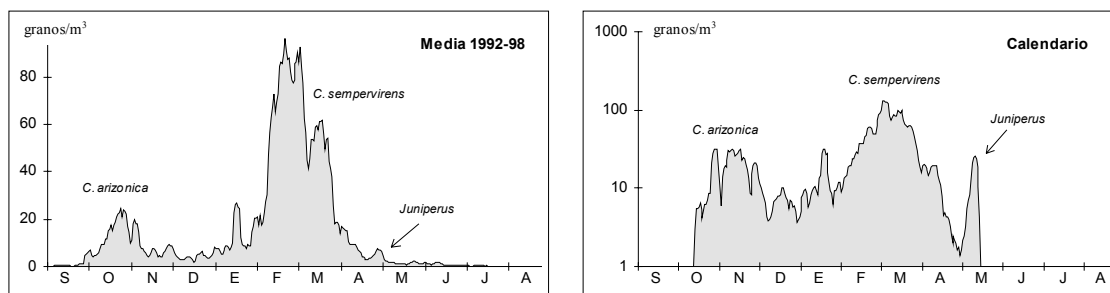 granos/m³
Media 1992-98
80
60
40
20
0
C. arizonica
C. sempervirens
Juniperus
S O N D E F M A M J J A
granos/m³
Calendario
1000
100
10
1
C. arizonica
C. sempervirens
Juniperus
S O N D E F M A M J J A